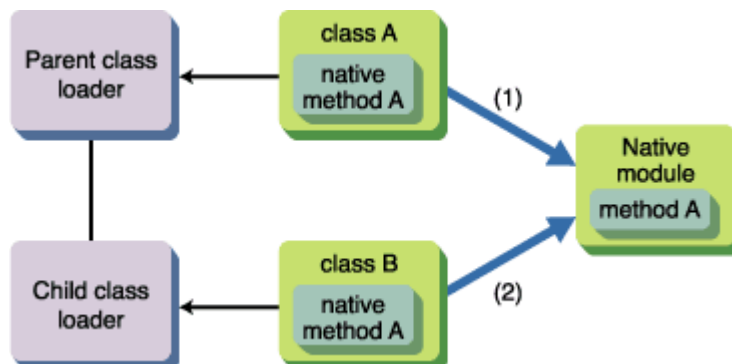 Parent class
loader
class A
native
method A
(1)
Native
module
method A
Child class
loader
class B
native
method A
(2)